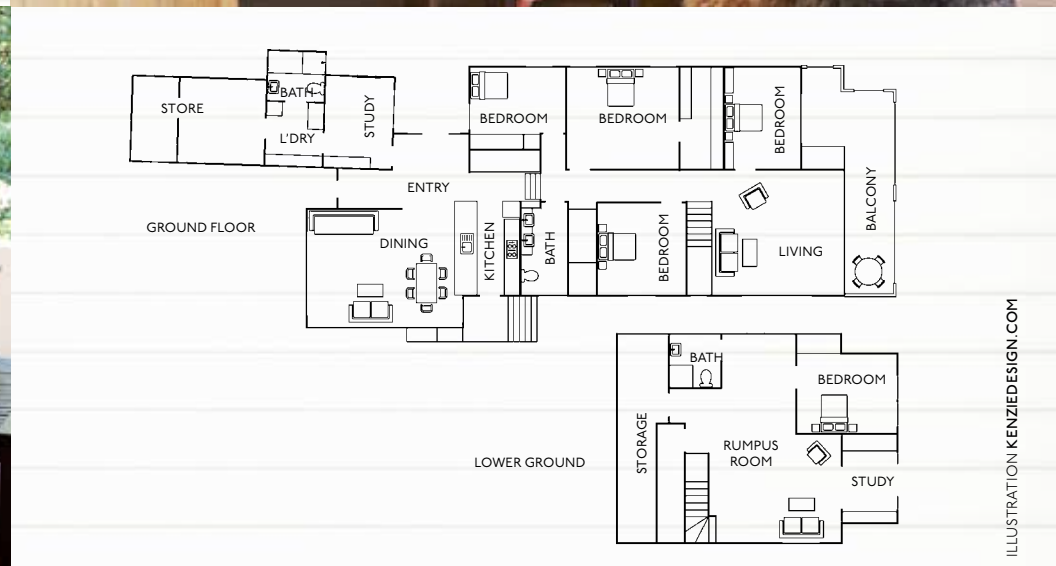 STORE
BATH
L'DRY
STUDY
BEDROOM
BEDROOM
BEDROOM
ENTRY
BALCONY
GROUND FLOOR
DINING
KITCHEN
BATH
BEDROOM
LIVING
BATH
BEDROOM
STORAGE
RUMPUS
ROOM
LOWER GROUND
STUDY
ILLUSTRATION KENZIEDESIGN.COM